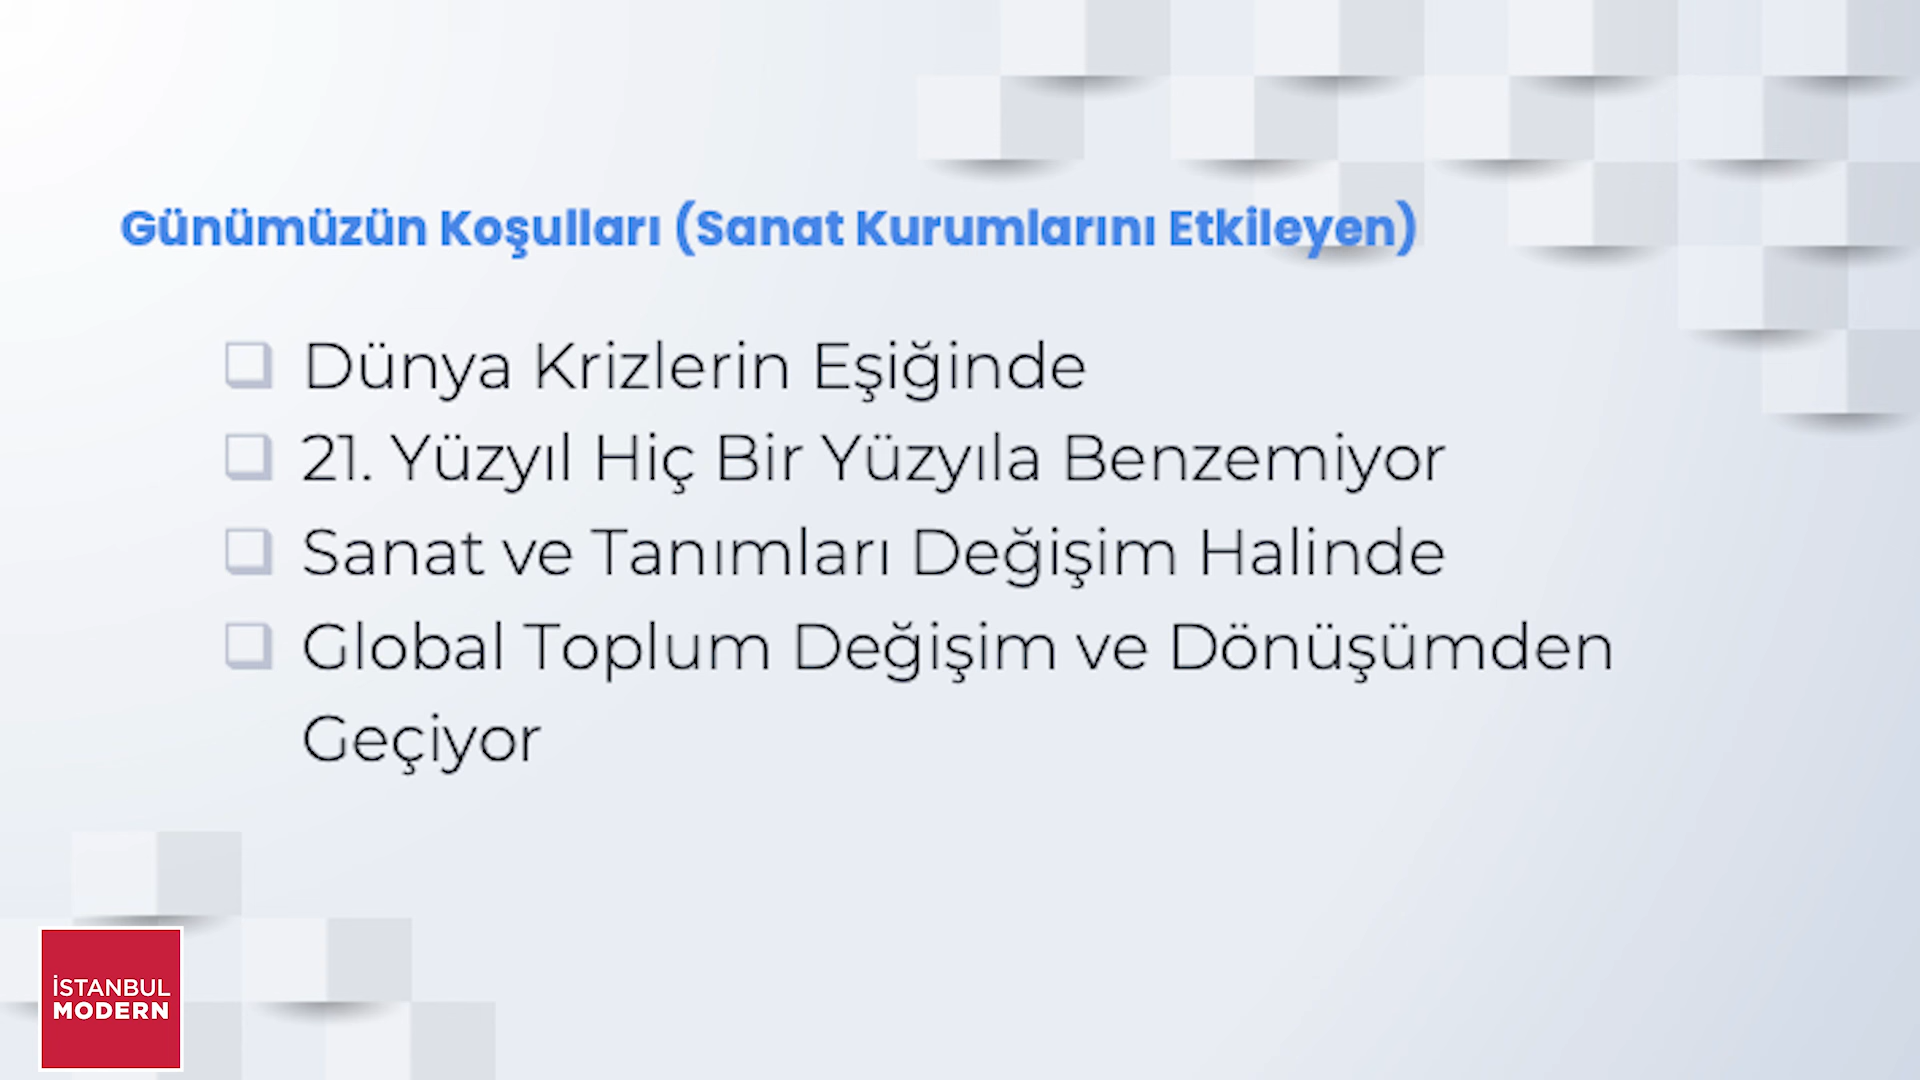 Günümüzün Koşulları (Sanat Kurumlarını Etkileyen)
Dünya Krizlerin Eşiğinde
21. Yüzyıl Hiç Bir Yüzyıla Benzemiyor
Sanat ve Tanımları Değişim Halinde
Global Toplum Değişim ve Dönüşümden
Geçiyor
İSTANBUL
MODERN